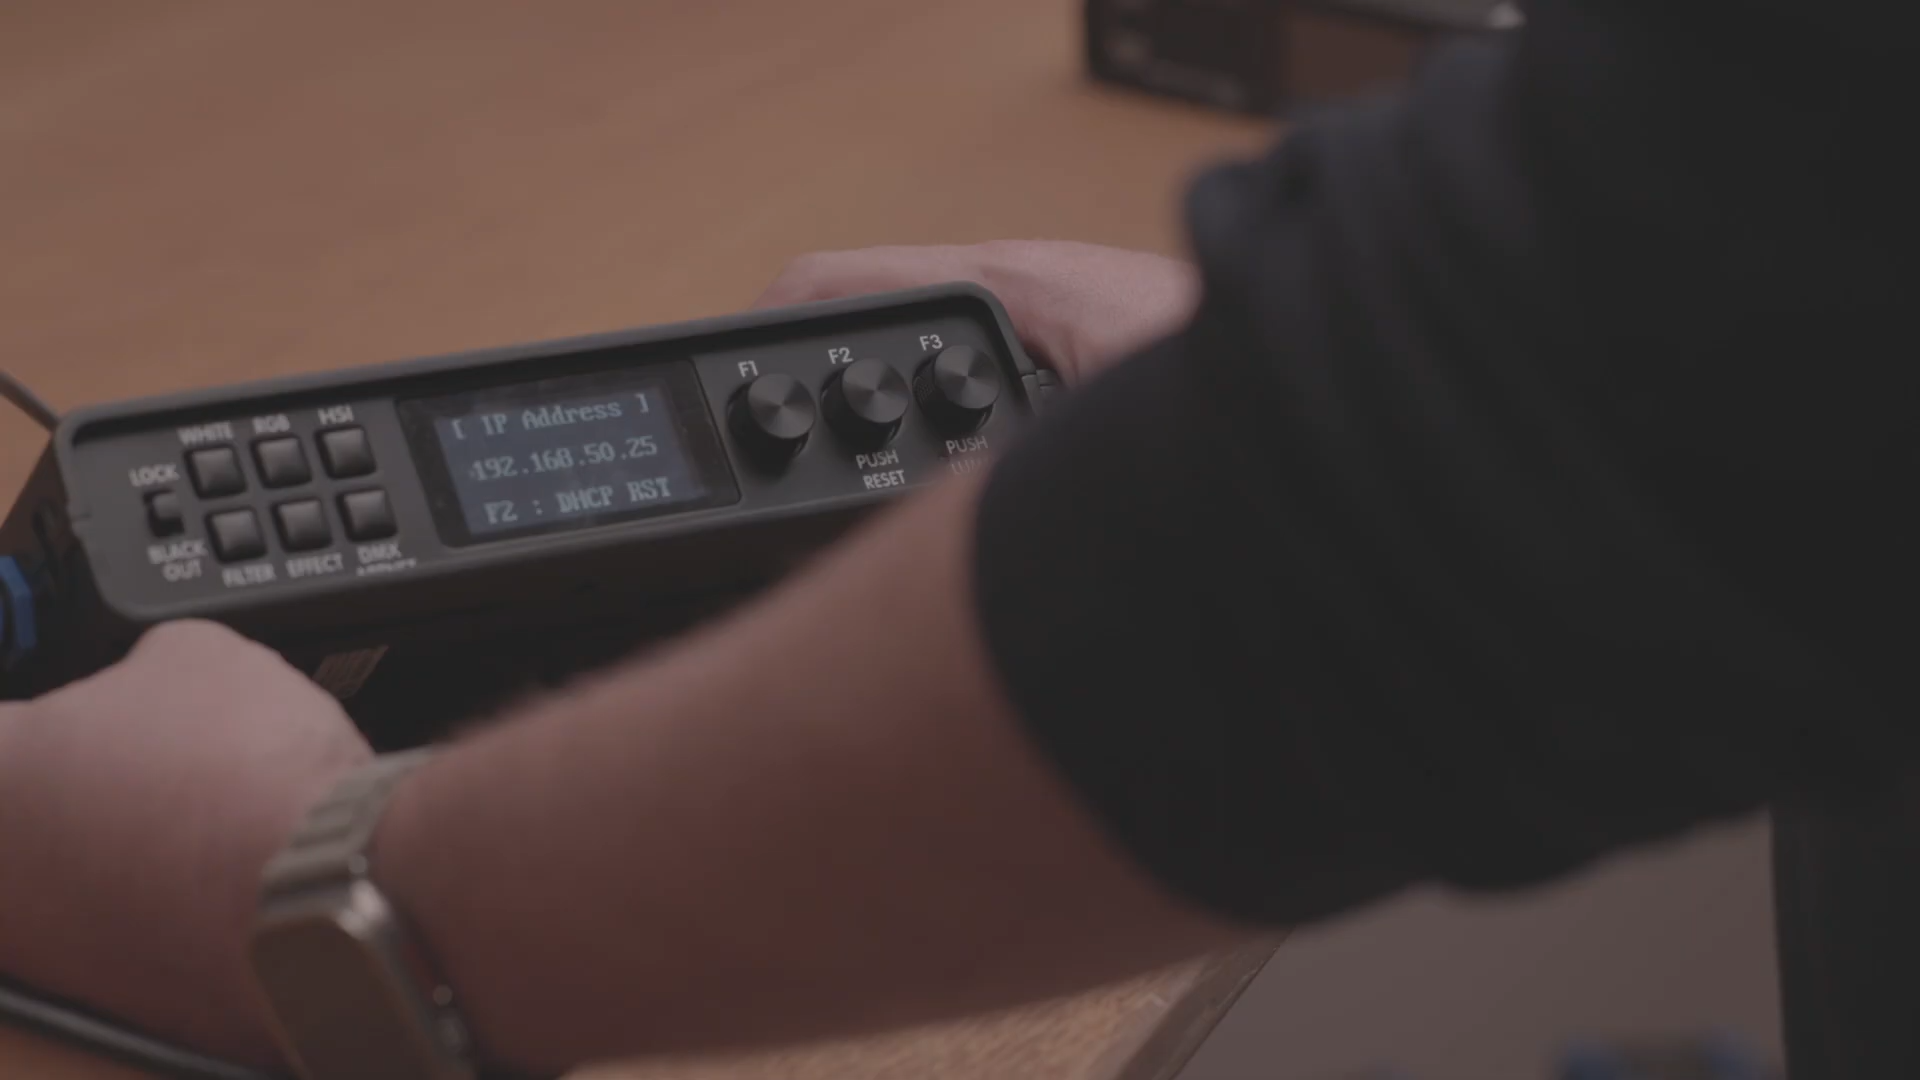 WHITE RGB HSI
LOCK
BLACK OUT
FILTER EFFECT DMX
[ IP Address ]
192.168.50.25
F2 : DHCP RST
F1 F2 F3
PUSH RESET
PUSH